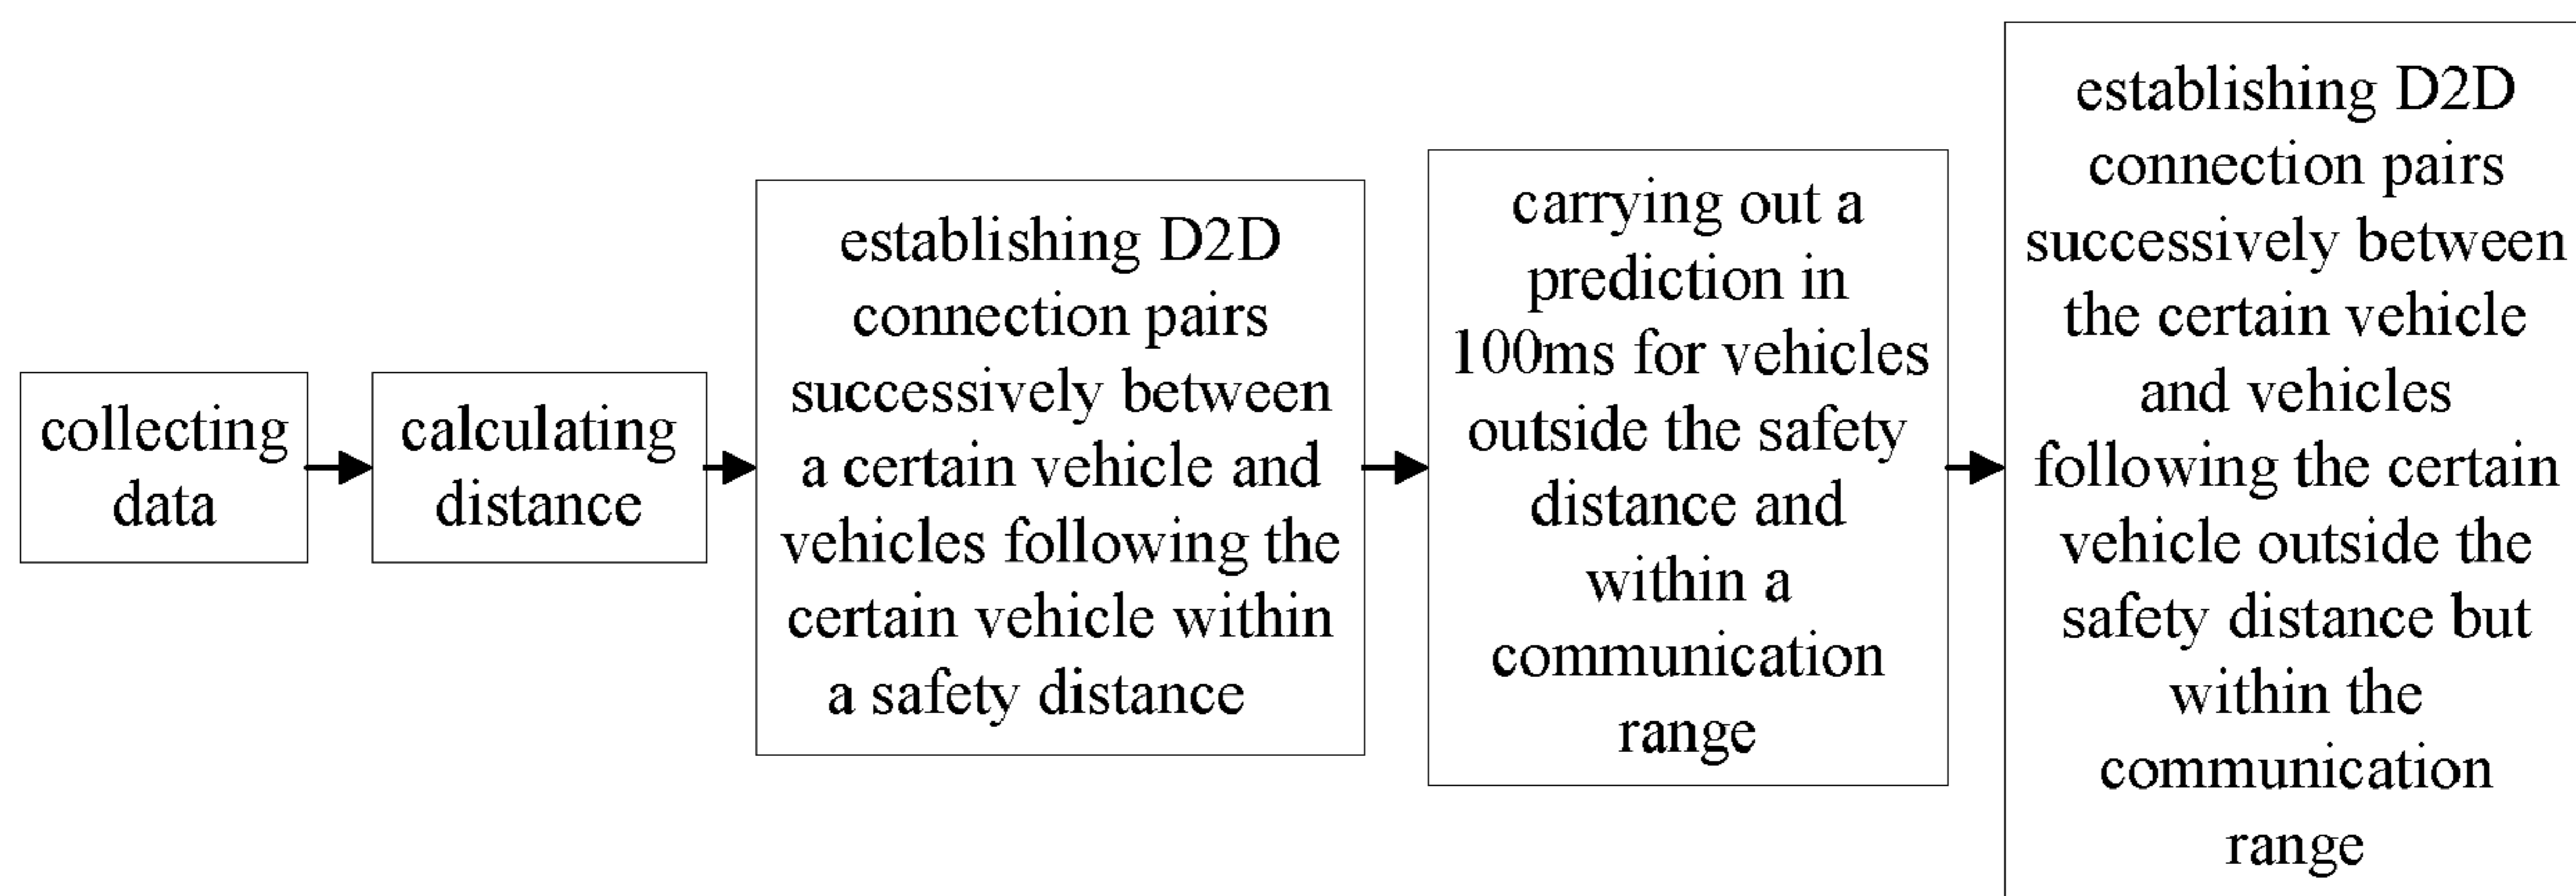 collecting
data
calculating
distance
establishing D2D
connection pairs
successively between
a certain vehicle and
vehicles following the
certain vehicle within
a safety distance
carrying out a
prediction in
100ms for vehicles
outside the safety
distance and
within a
communication
range
establishing D2D
connection pairs
successively between
the certain vehicle
and vehicles
following the certain
vehicle outside the
safety distance but
within the
communication
range